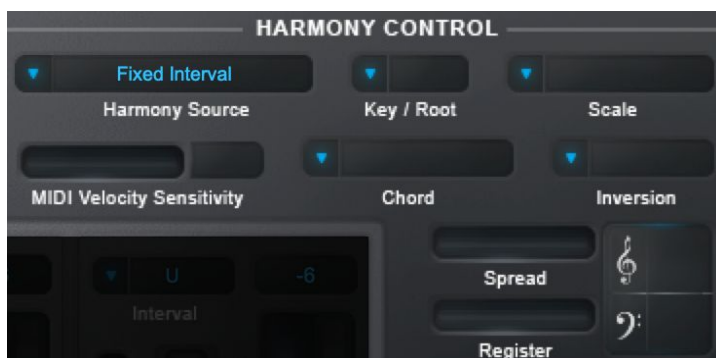 HARMONY CONTROL
Fixed Interval
Harmony Source
Key / Root
Scale
MIDI Velocity Sensitivity
Chord
Inversion
U
-6
Interval
Spread
Register